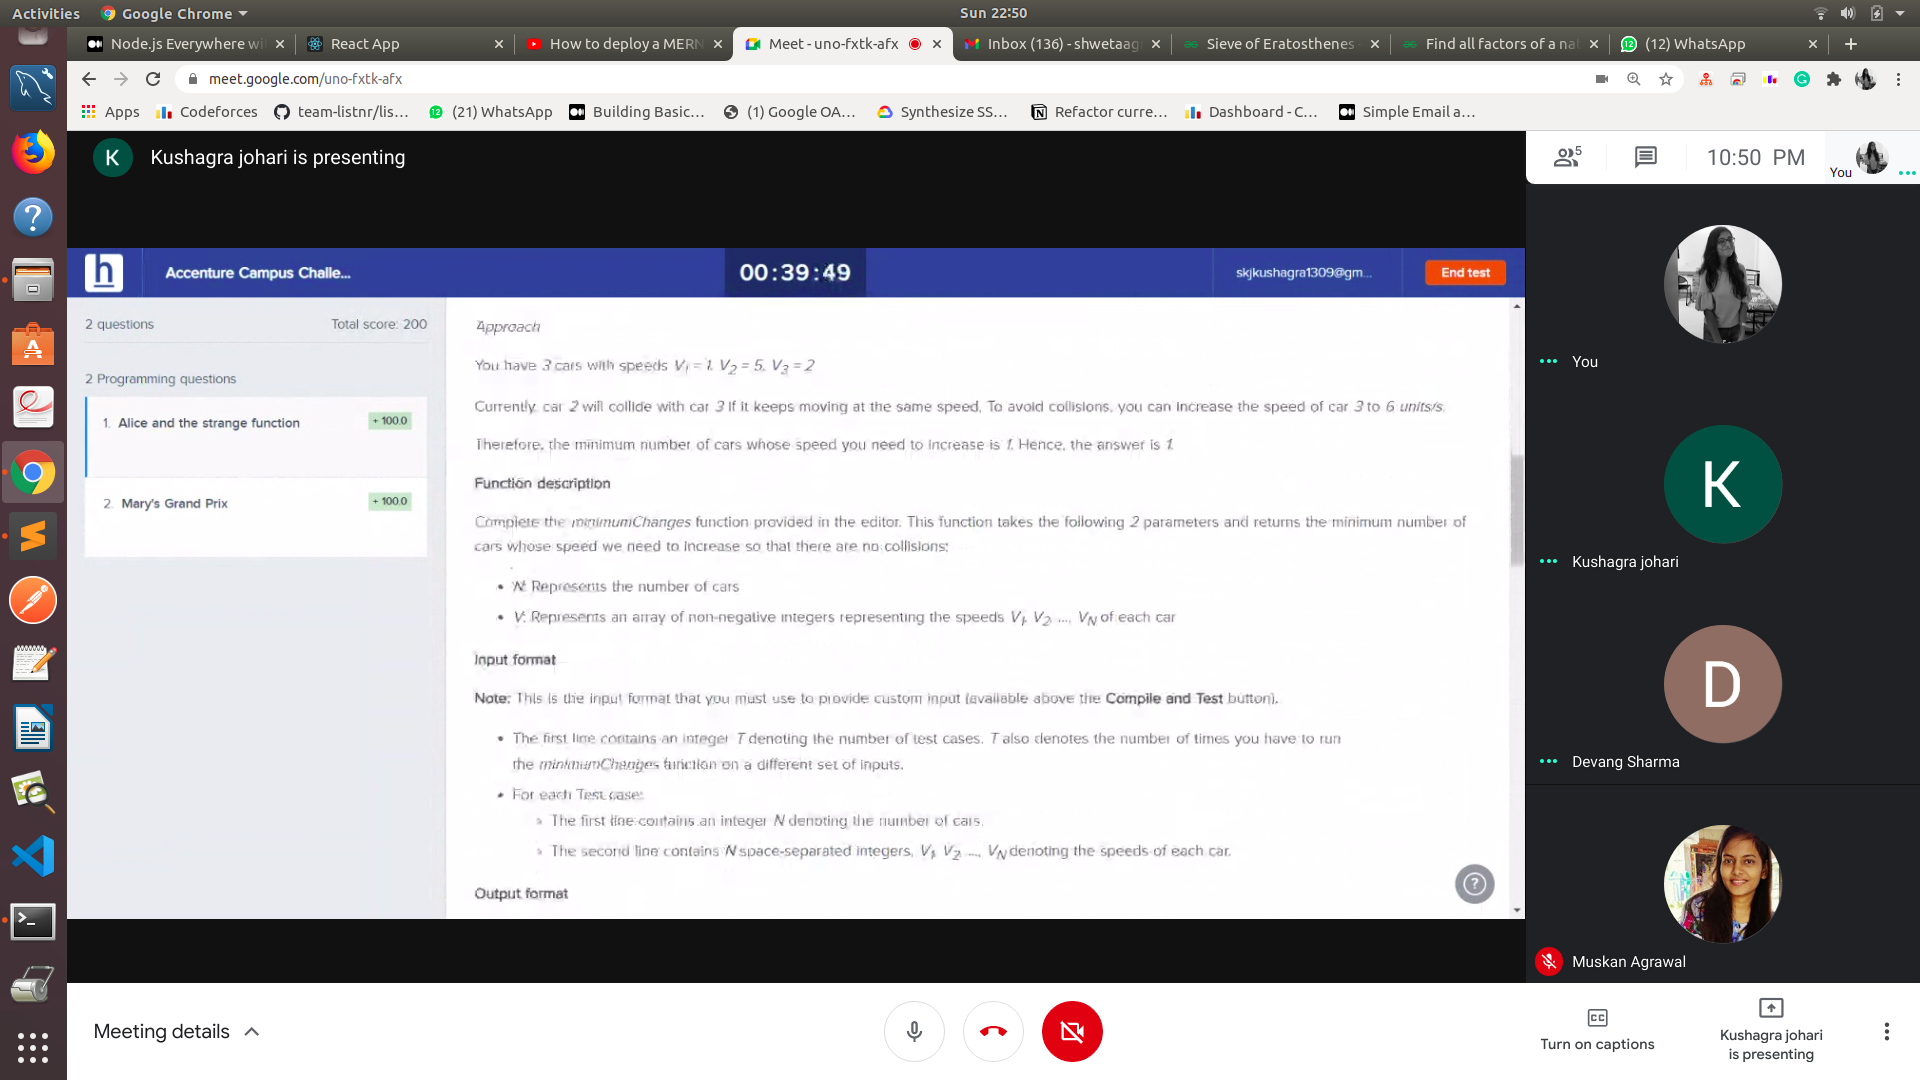 Activities
Google Chrome
Sun 22:50
Node.js Everywhere wi
React App
How to deploy a MERN
Meet - uno-fxtk-afx
Inbox (136) - shwetaag
Sieve of Eratosthenes
Find all factors of a na
(12) WhatsApp
meet.google.com/uno-fxtk-afx
Apps
Codeforces
team-listnr/lis...
(21) WhatsApp
Building Basic...
(1) Google OA...
Synthesize SS...
Refactor curre...
Dashboard - C...
Simple Email a...
K
Kushagra johari is presenting
5
10:50 PM
You
h
Accenture Campus Challe...
00:39:49
skjkushagra1309@gm...
End test
2 questions
Total score: 200
2 Programming questions
1. Alice and the strange function
+ 100.0
2. Mary's Grand Prix
+ 100.0
Approach
You have 3 cars with speeds V1 = 1, V2 = 5, V3 = 2
Currently, car 2 will collide with car 3 if it keeps moving at the same speed. To avoid collisions, you can increase the speed of car 3 to 6 units/s.
Therefore, the minimum number of cars whose speed you need to increase is 1. Hence, the answer is 1.
Function description
Complete the minimumChanges function provided in the editor. This function takes the following 2 parameters and returns the minimum number of
cars whose speed we need to increase so that there are no collisions:
• N: Represents the number of cars
• V: Represents an array of non-negative integers representing the speeds V1, V2, ..., VN of each car
Input format
Note: This is the input format that you must use to provide custom input (available above the Compile and Test button).
• The first line contains an integer T denoting the number of test cases. T also denotes the number of times you have to run
the minimumChanges function on a different set of inputs.
• For each Test case:
The first line contains an integer N denoting the number of cars.
The second line contains N space-separated integers, V1, V2, ..., VN denoting the speeds of each car.
Output format
You
K
Kushagra johari
D
Devang Sharma
Muskan Agrawal
Meeting details
Turn on captions
Kushagra johari
is presenting